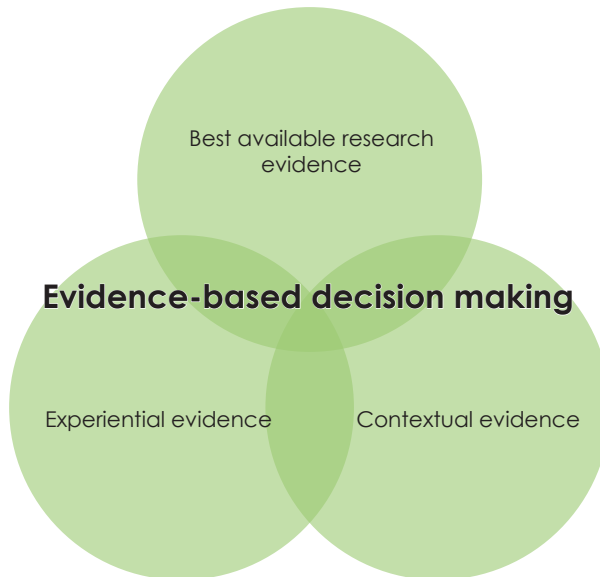 Best available research
evidence
Evidence-based decision making
Experiential evidence
Contextual evidence